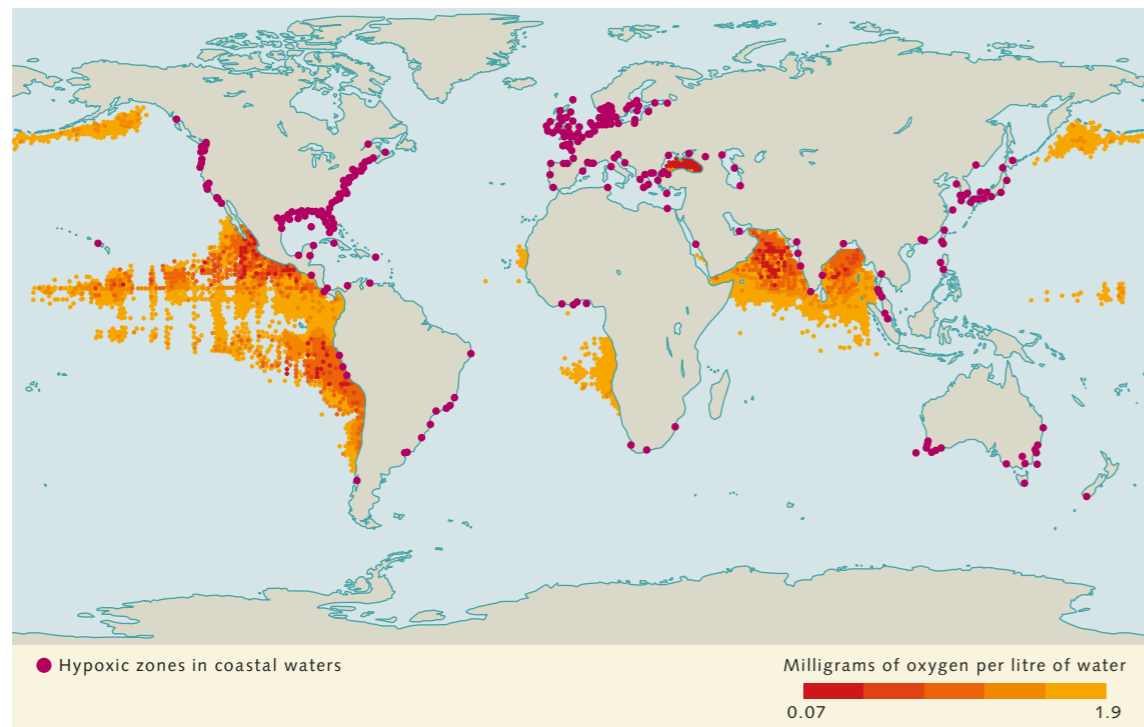 Hypoxic zones in coastal waters
Milligrams of oxygen per litre of water
0.07 1.9